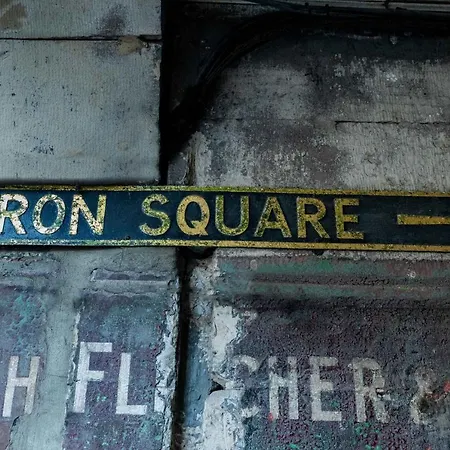 RON SQUARE –
H FL CHER &